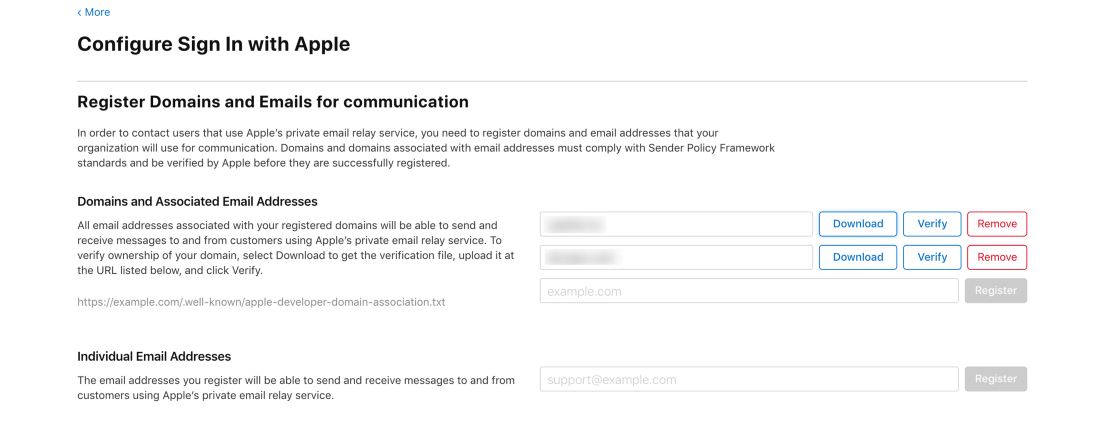 ‹ More
Configure Sign In with Apple
Register Domains and Emails for communication
In order to contact users that use Apple's private email relay service, you need to register domains and email addresses that your
organization will use for communication. Domains and domains associated with email addresses must comply with Sender Policy Framework
standards and be verified by Apple before they are successfully registered.
Domains and Associated Email Addresses
All email addresses associated with your registered domains will be able to send and
receive messages to and from customers using Apple's private email relay service. To
verify ownership of your domain, select Download to get the verification file, upload it at
the URL listed below, and click Verify.
https://example.com/.well-known/apple-developer-domain-association.txt
Download Verify Remove
Download Verify Remove
example.com Register
Individual Email Addresses
The email addresses you register will be able to send and receive messages to and from
customers using Apple's private email relay service.
support@example.com Register